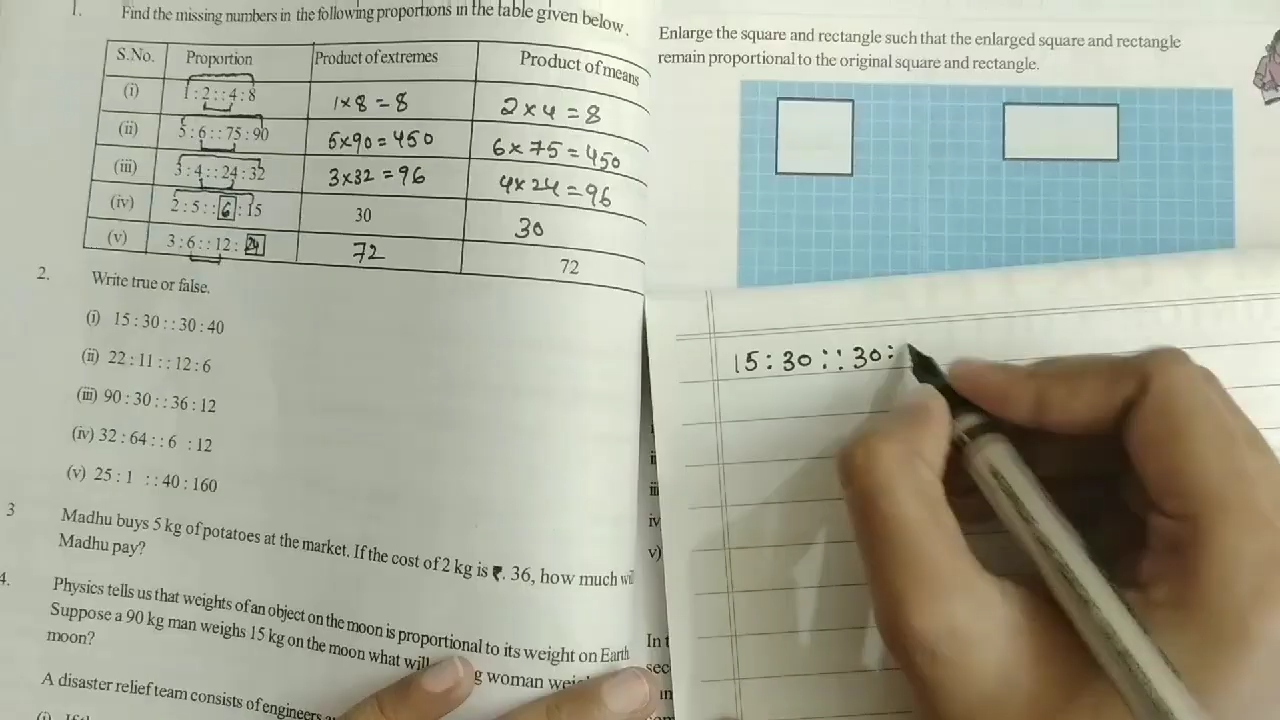 1. Find the missing numbers in the following proportions in the table given below.
S.No. Proportion Product of extremes Product of means
(i) 1 : 2 : : 4 : 8 1 × 8 = 8 2 × 4 = 8
(ii) 5 : 6 : : 75 : 90 5×90 = 450 6 × 75 = 450
(iii) 3 : 4 : : 24 : 32 3×32 = 96 4× 24 = 96
(iv) 2 : 5 : : 6 : 15 30 30
(v) 3 : 6 : : 12 : 24 72 72
2. Write true or false.
(i) 15 : 30 : : 30 : 40
(ii) 22 : 11 : : 12 : 6
(iii) 90 : 30 : : 36 : 12
(iv) 32 : 64 : : 6 : 12
(v) 25 : 1 : : 40 : 160
3 Madhu buys 5 kg of potatoes at the market. If the cost of 2 kg is ₹. 36, how much
Madhu pay?
4. Physics tells us that weights of an object on the moon is proportional to its weight on Earth
Suppose a 90 kg man weighs 15 kg on the moon what will g woman
moon?
A disaster relief team consists of engineers
(i)
Enlarge the square and rectangle such that the enlarged square and rectangle
remain proportional to the original square and rectangle.
15 : 30 : : 30 :
iv
v)